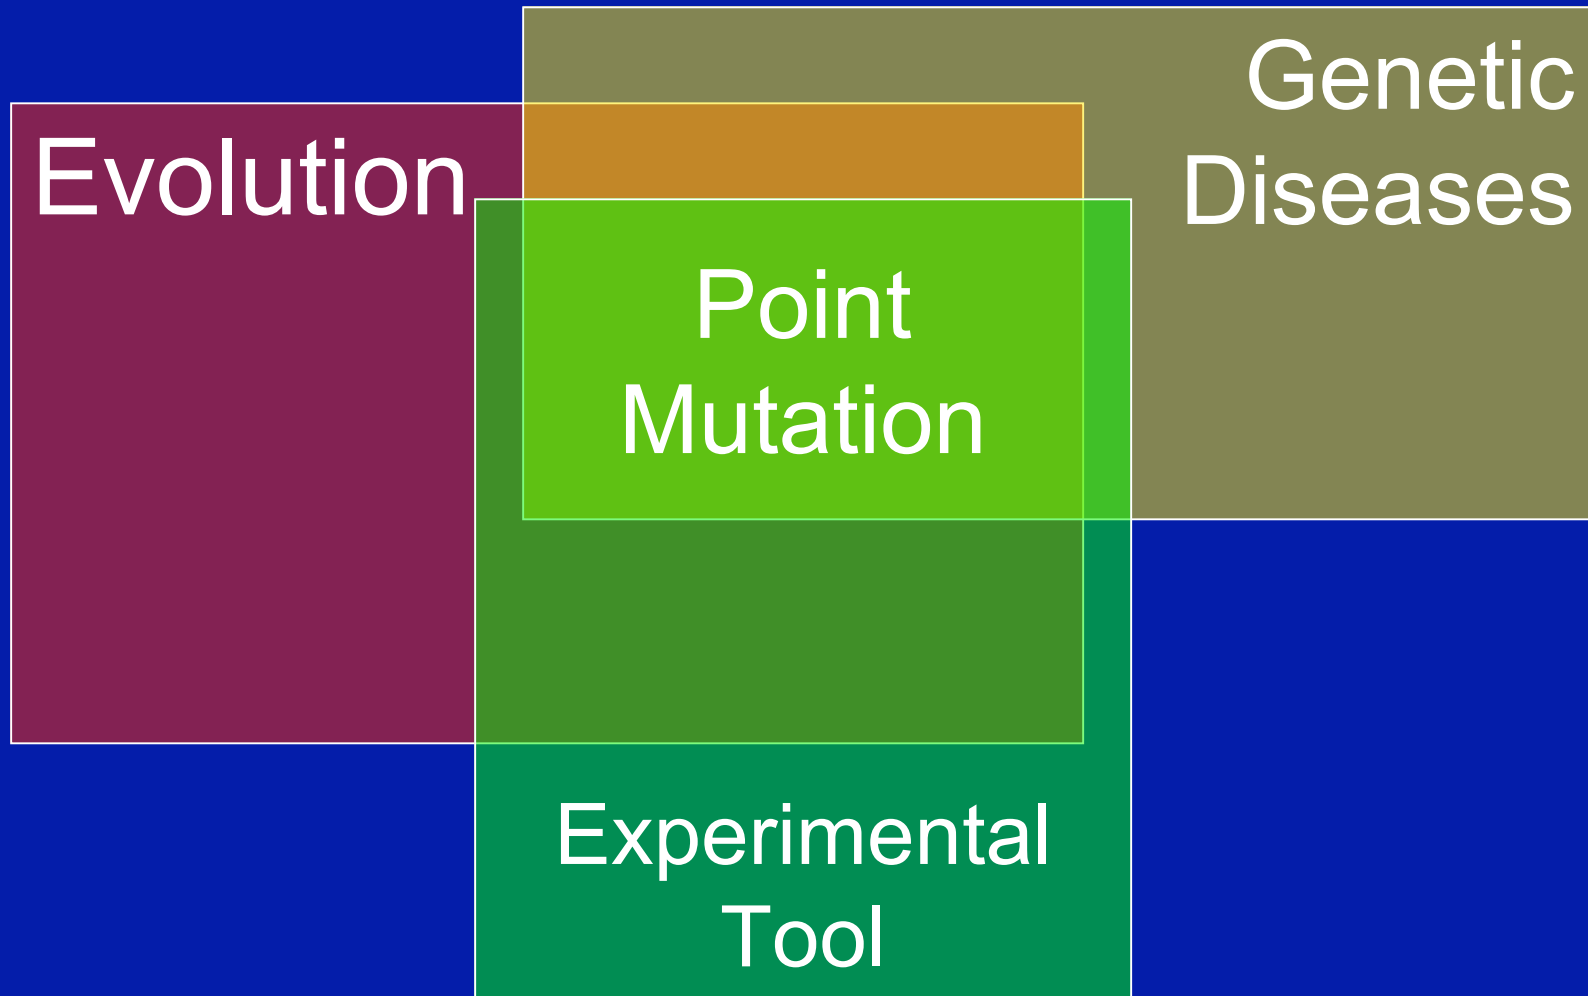 Genetic
Diseases
Evolution
Point
Mutation
Experimental
Tool